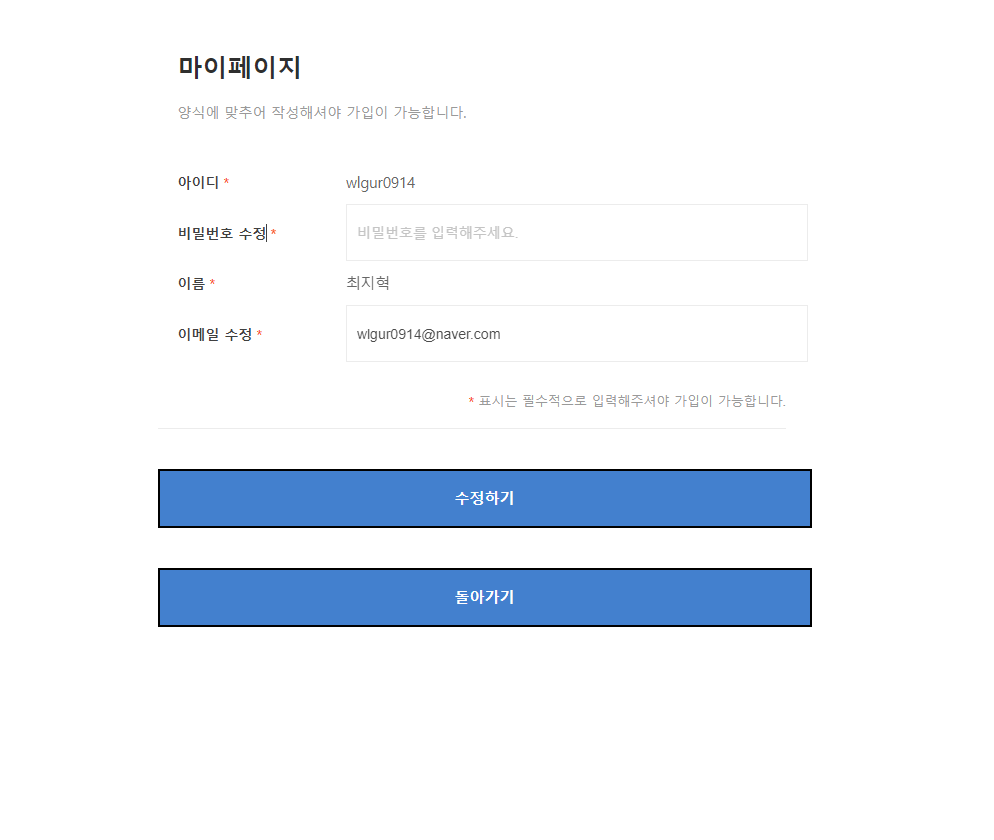 마이페이지
양식에 맞추어 작성해셔야 가입이 가능합니다.
아이디 * wlgur0914
비밀번호 수정 * 비밀번호를 입력해주세요.
이름 * 최지혁
이메일 수정 * wlgur0914@naver.com
* 표시는 필수적으로 입력해주셔야 가입이 가능합니다.
수정하기
돌아가기